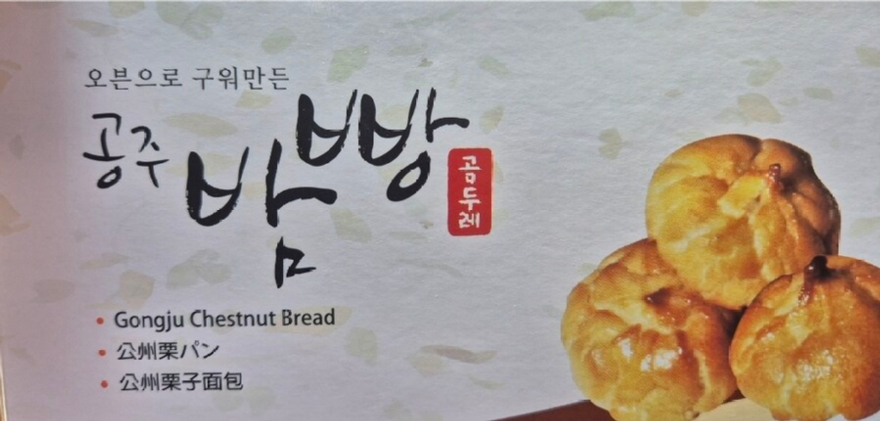 오븐으로 구워만든
공주 밤빵
곰두레
Gongju Chestnut Bread
公州栗パン
公州栗子面包